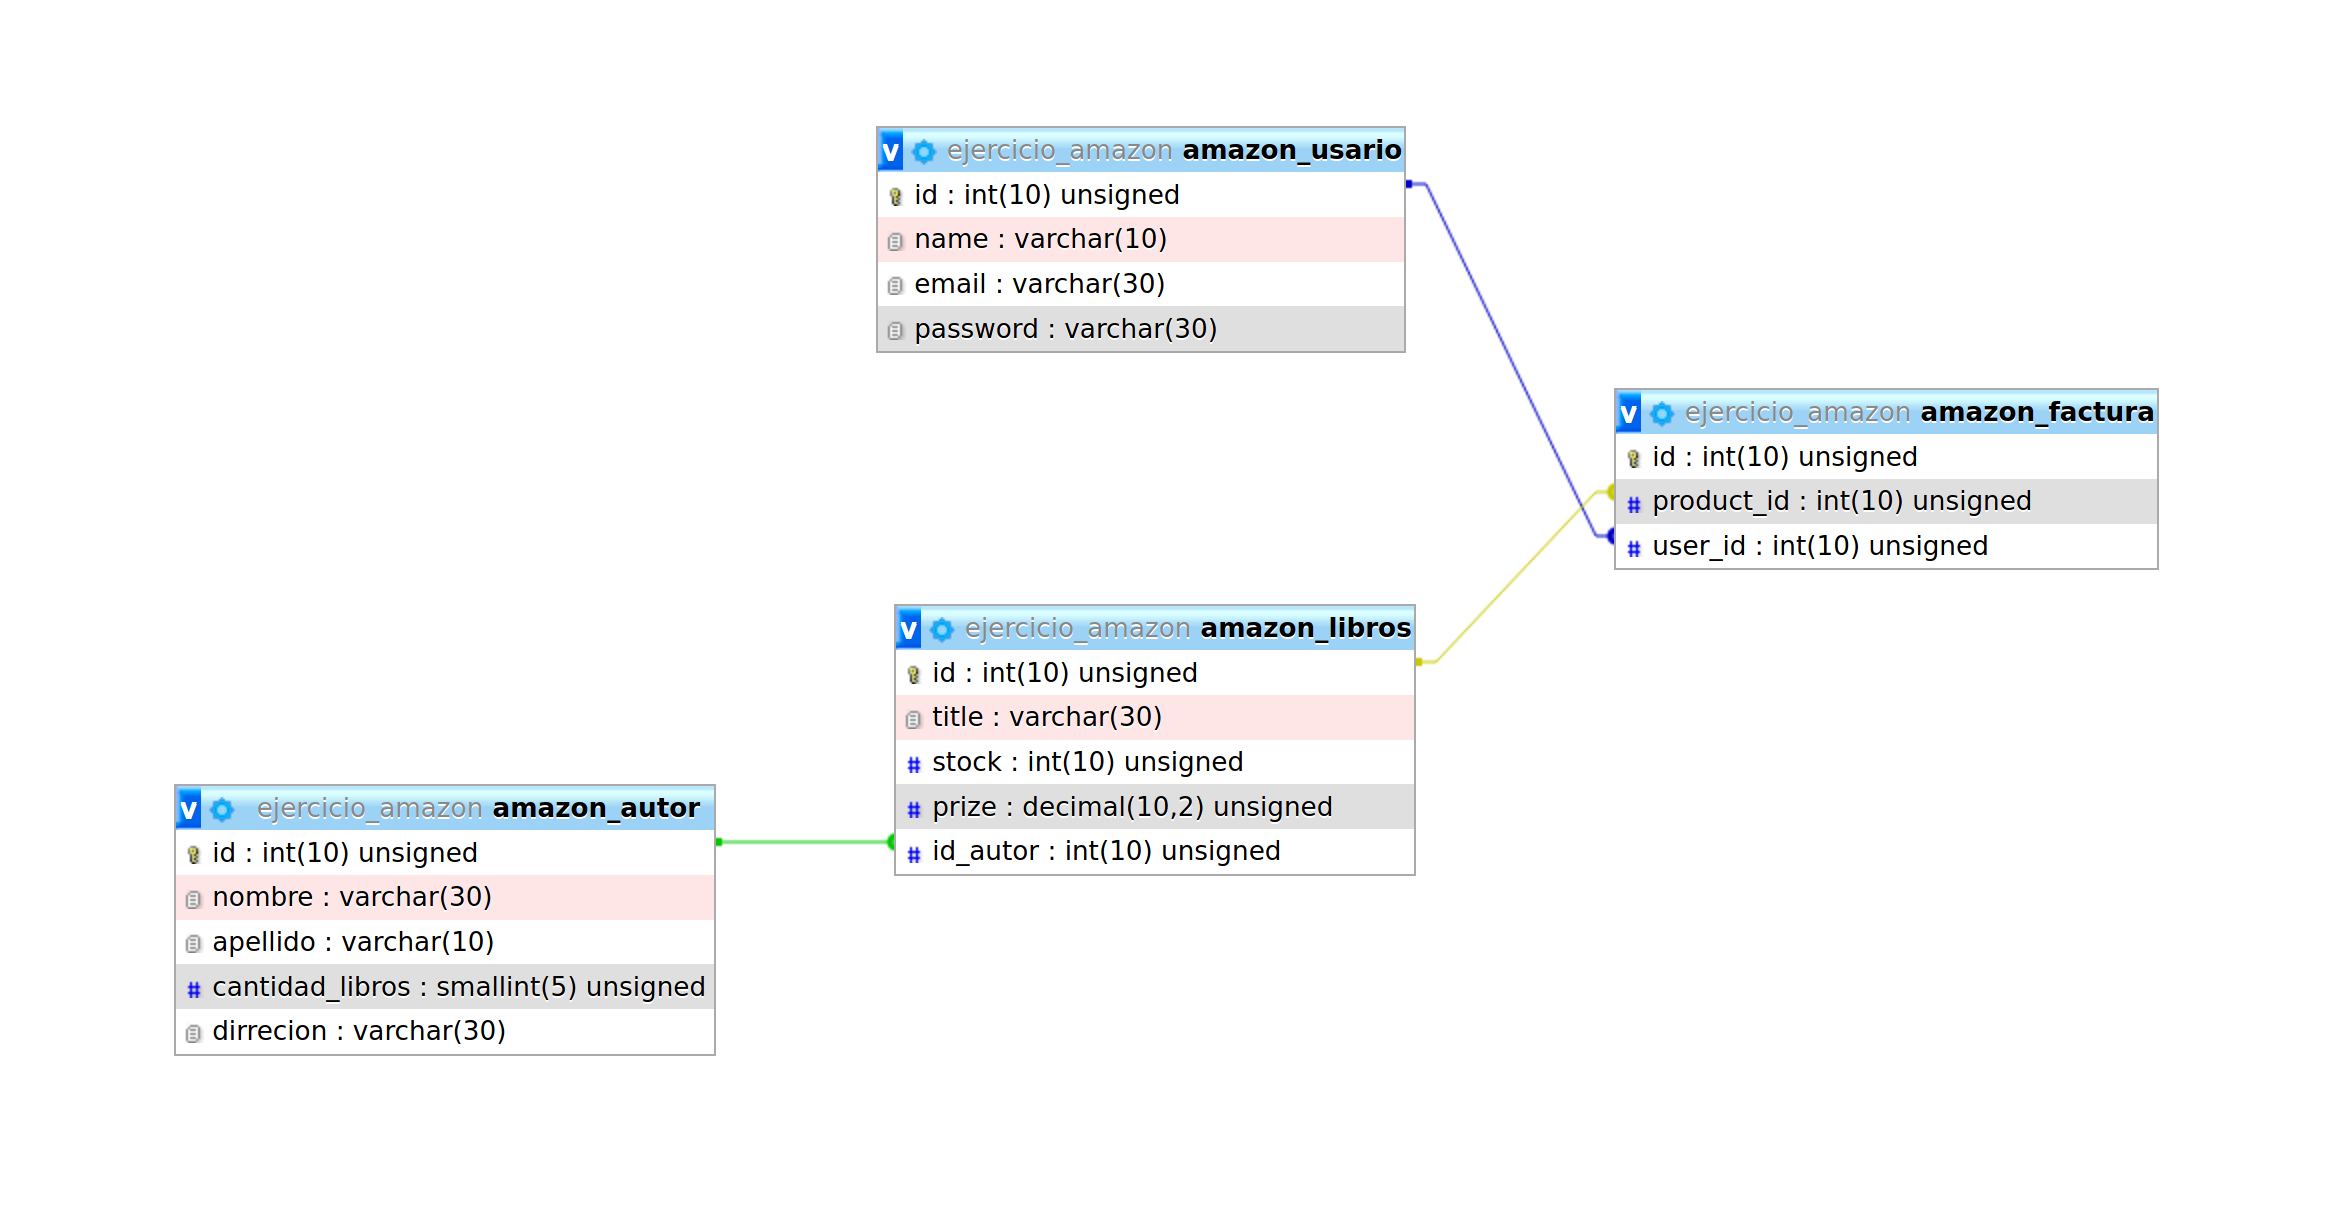 v ejercicio_amazon amazon_usario
id : int(10) unsigned
name : varchar(10)
email : varchar(30)
password : varchar(30)
v ejercicio_amazon amazon_factura
id : int(10) unsigned
# product_id : int(10) unsigned
# user_id : int(10) unsigned
v ejercicio_amazon amazon_libros
id : int(10) unsigned
title : varchar(30)
# stock : int(10) unsigned
# prize : decimal(10,2) unsigned
# id_autor : int(10) unsigned
v ejercicio_amazon amazon_autor
id : int(10) unsigned
nombre : varchar(30)
apellido : varchar(10)
# cantidad_libros : smallint(5) unsigned
dirrecion : varchar(30)